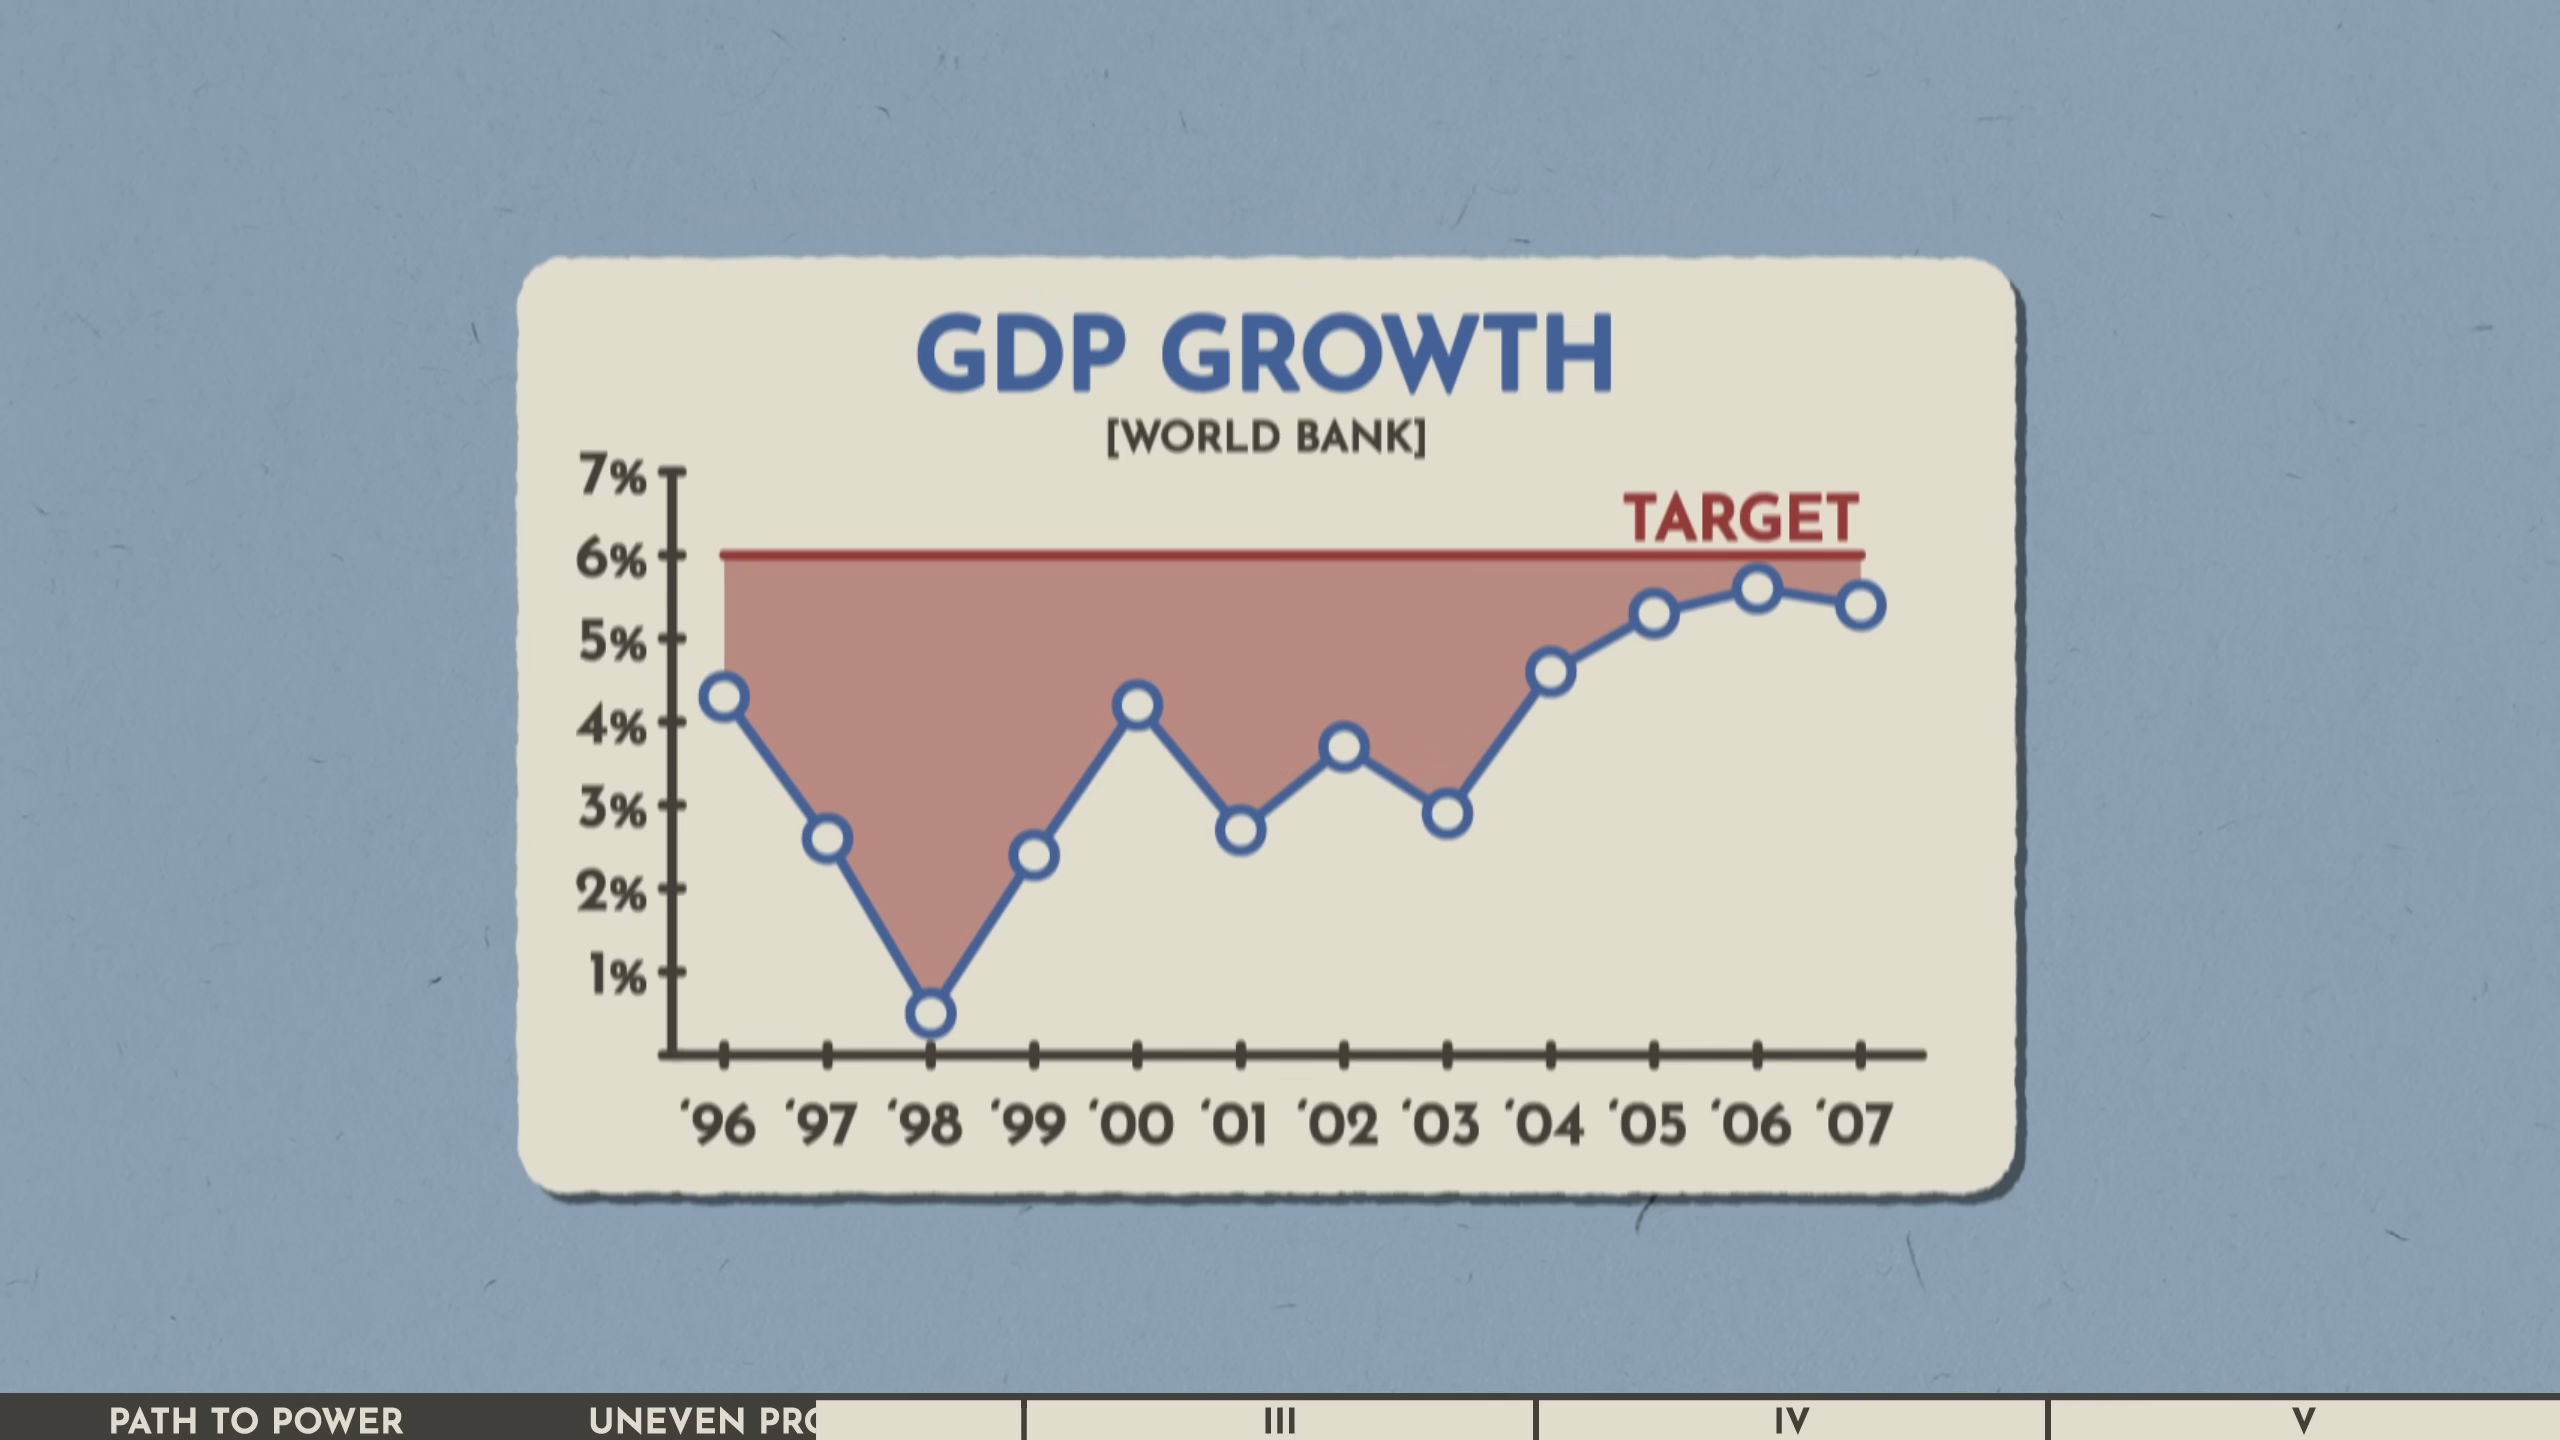 GDP GROWTH
[WORLD BANK]
7%
TARGET
6%
5%
4%
3%
2%
1%
‘96 ‘97 ‘98 ‘99 ‘00 ‘01 ‘02 ‘03 ‘04 ‘05 ‘06 ‘07
PATH TO POWER UNEVEN III IV V